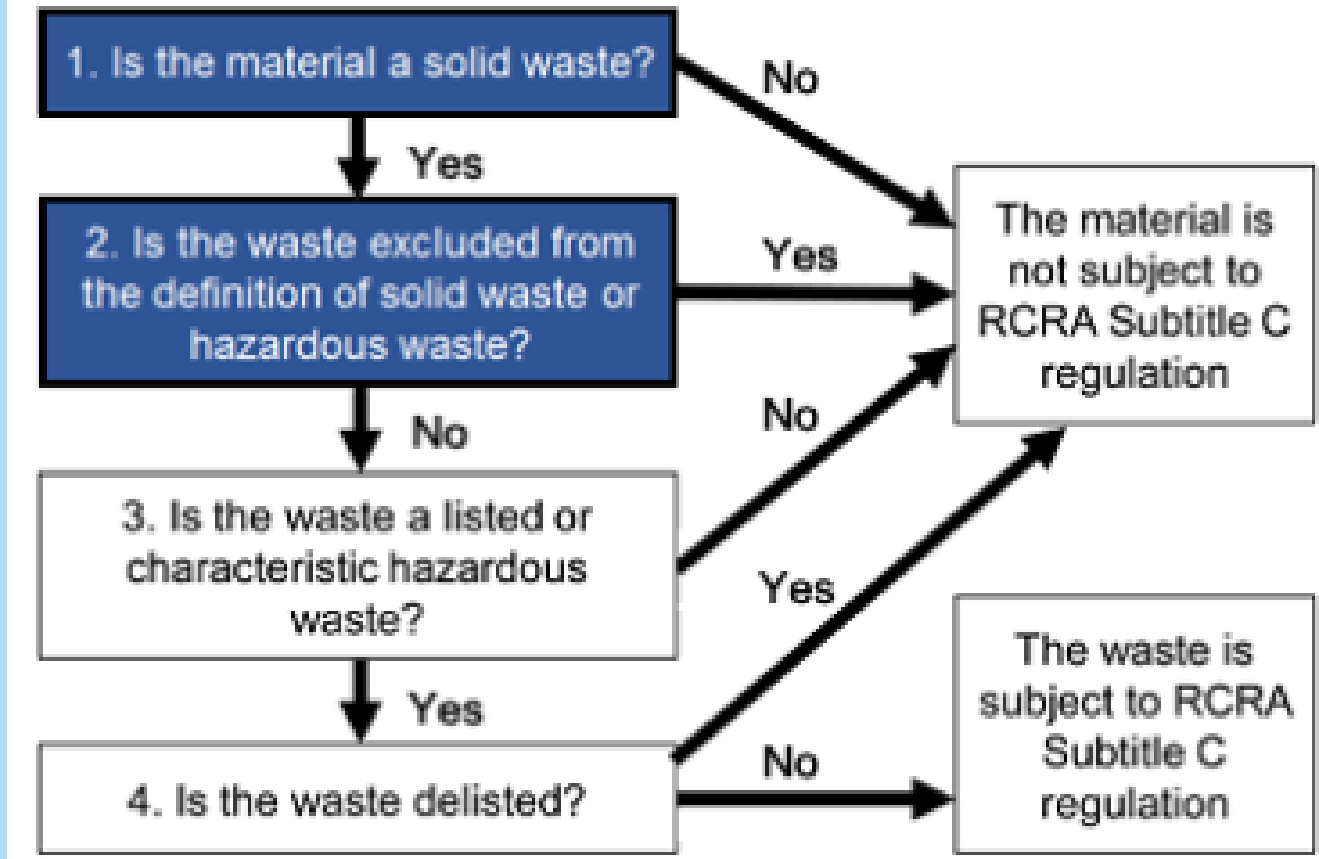 1. Is the material a solid waste?
No
Yes
2. Is the waste excluded from
the definition of solid waste or
hazardous waste?
Yes
The material is
not subject to
RCRA Subtitle C
regulation
No
No
3. Is the waste a listed or
characteristic hazardous
waste?
Yes
Yes
4. Is the waste delisted?
No
The waste is
subject to RCRA
Subtitle C
regulation